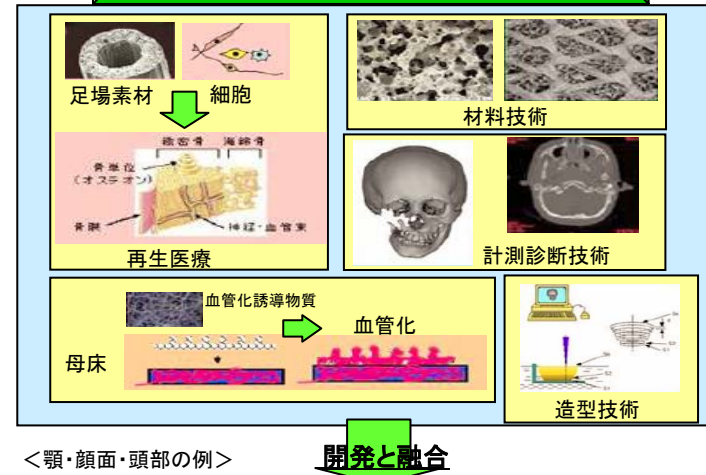 足場素材
細胞
緻密骨
海綿骨
骨単位
(オステオン)
骨膜
神経・血管束
再生医療
材料技術
計測診断技術
血管化誘導物質
血管化
母床
造型技術
<顎・顔面・頭部の例>
開発と融合